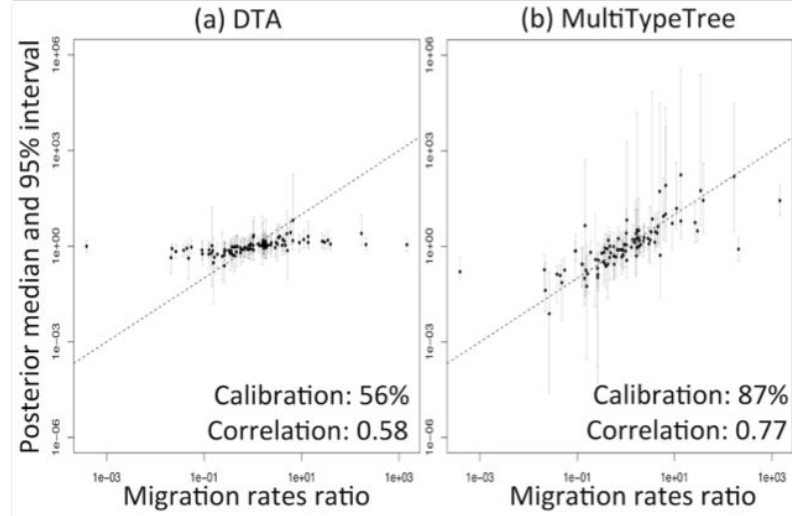 (a) DTA
(b) MultiTypeTree
Posterior median and 95% interval
1e+06
1e+03
1e+00
1e-03
1e-06
1e+06
1e+03
1e+00
1e-03
1e-06
Calibration: 56%
Correlation: 0.58
Calibration: 87%
Correlation: 0.77
1e-03
1e-01
1e+01
1e+03
1e-03
1e-01
1e+01
1e+03
Migration rates ratio
Migration rates ratio